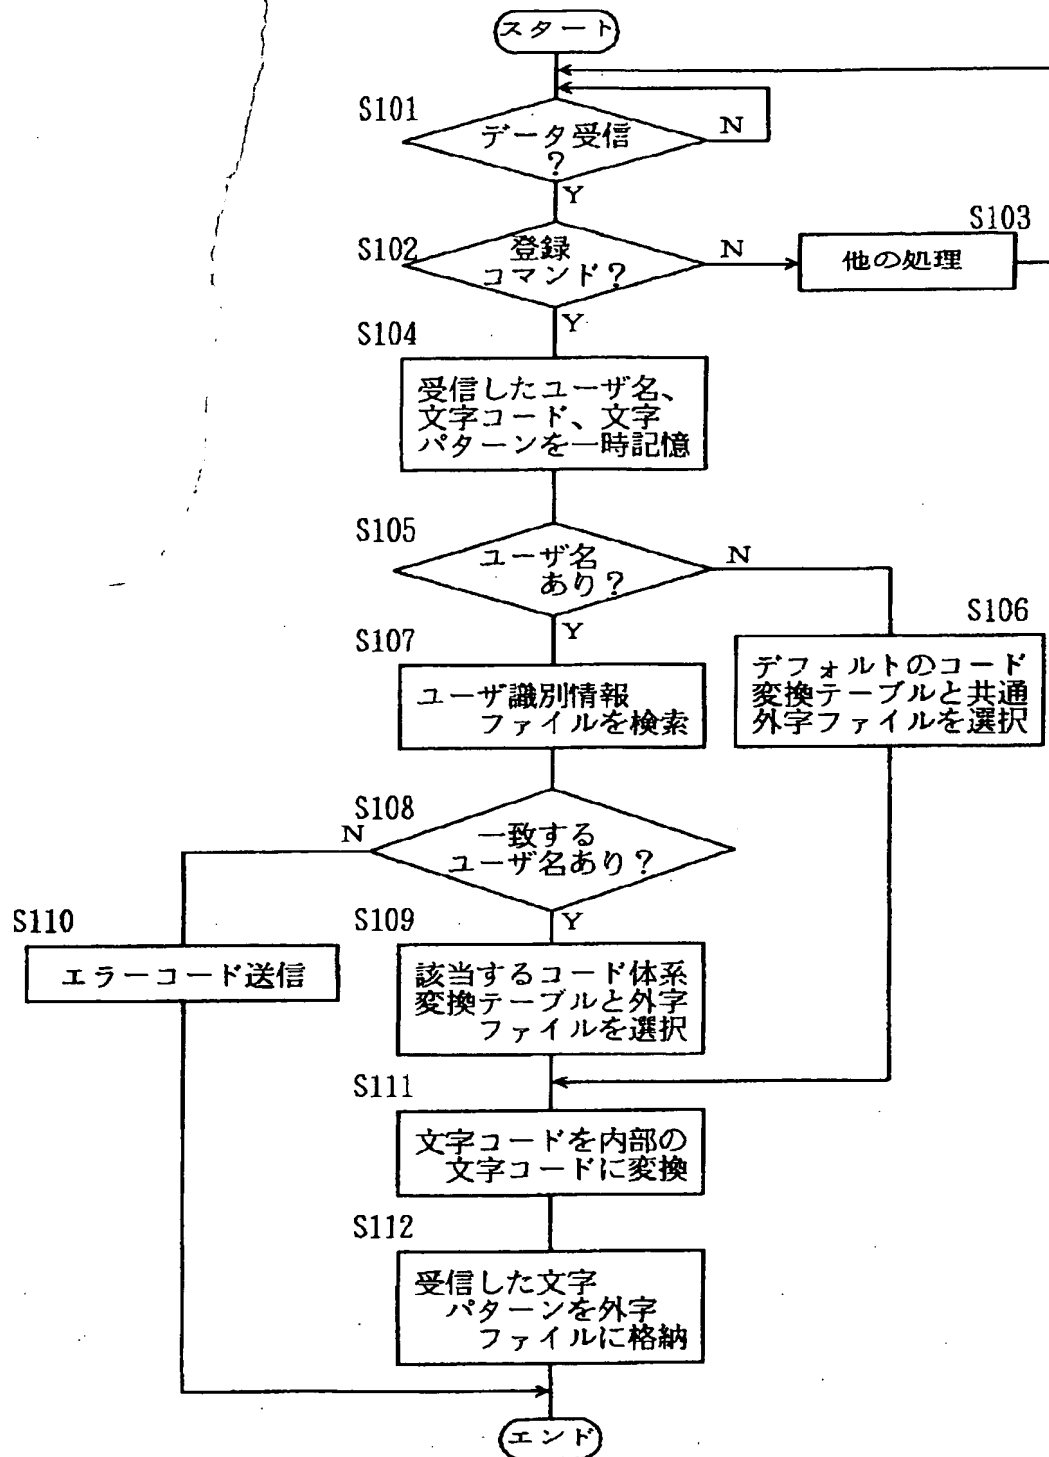 スタート
S101
データ受信
?
N
Y
S102
登録
コマンド?
N
S103
他の処理
Y
S104
受信したユーザ名、
文字コード、文字
パターンを一時記憶
S105
ユーザ名
あり?
N
Y
S106
デフォルトのコード
変換テーブルと共通
外字ファイルを選択
S107
ユーザ識別情報
ファイルを検索
S108
一致する
ユーザ名あり?
N
Y
S110
エラーコード送信
S109
該当するコード体系
変換テーブルと外字
ファイルを選択
S111
文字コードを内部の
文字コードに変換
S112
受信した文字
パターンを外字
ファイルに格納
エンド